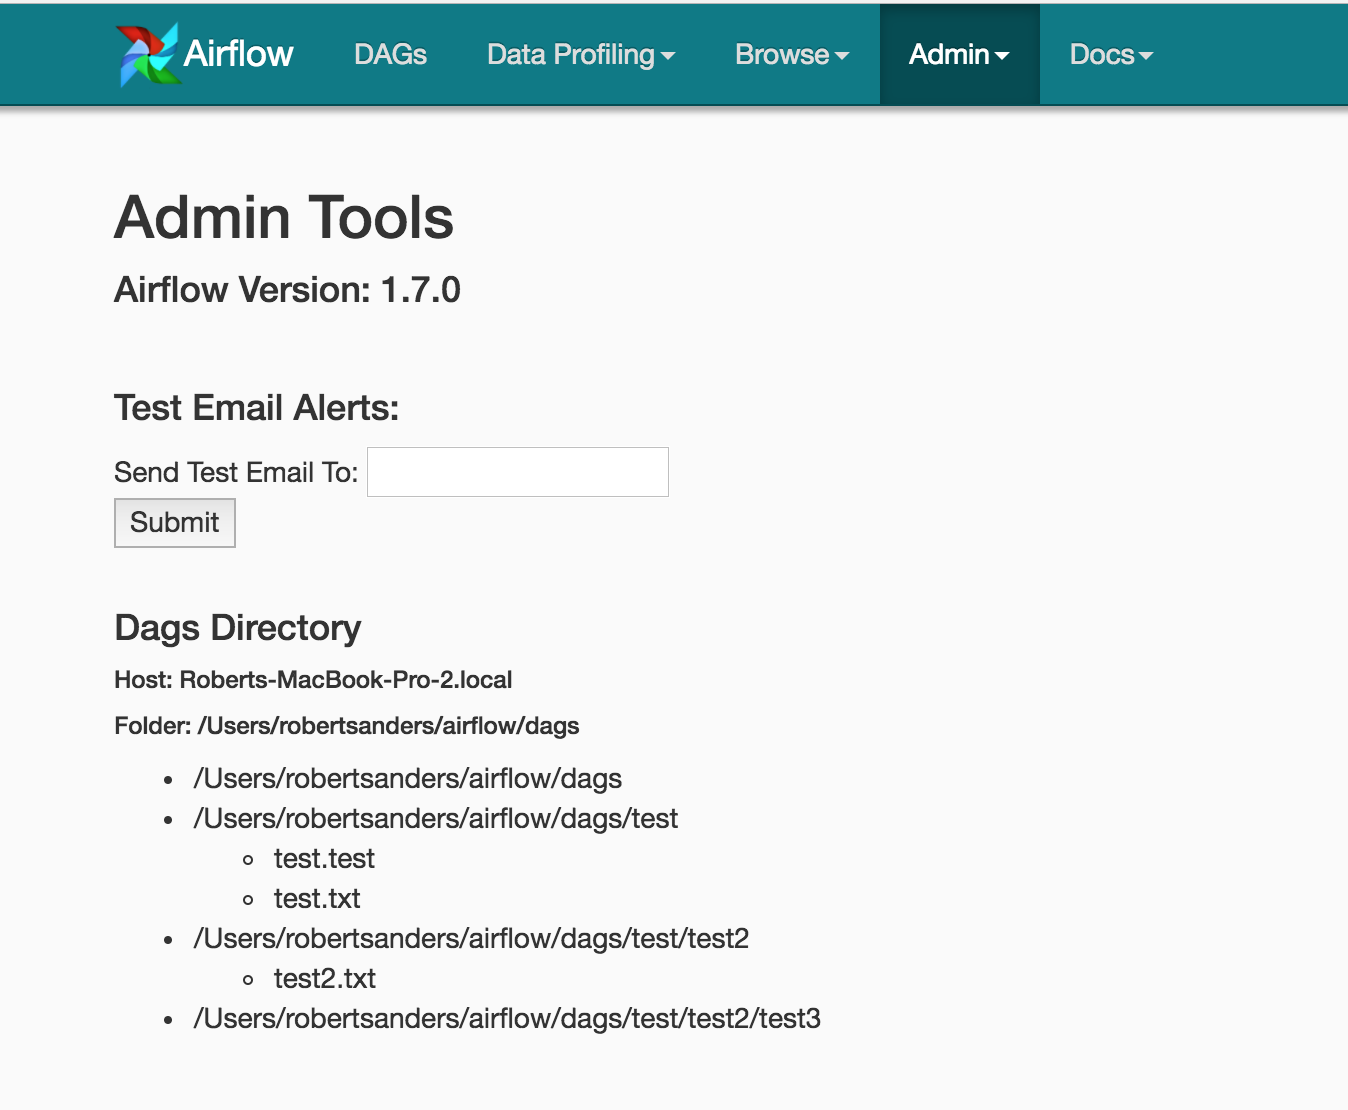 Airflow DAGs Data Profiling Browse Admin Docs
Admin Tools
Airflow Version: 1.7.0
Test Email Alerts:
Send Test Email To:
Submit
Dags Directory
Host: Roberts-MacBook-Pro-2.local
Folder: /Users/robertsanders/airflow/dags
/Users/robertsanders/airflow/dags
/Users/robertsanders/airflow/dags/test
test.test
test.txt
/Users/robertsanders/airflow/dags/test/test2
test2.txt
/Users/robertsanders/airflow/dags/test/test2/test3